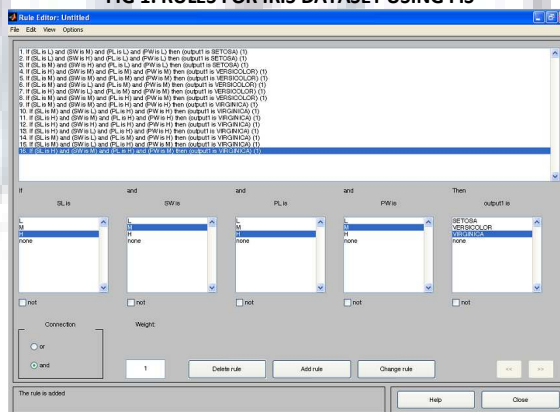 FIG 1: RULES FOR IRIS DATASET USING FIS
Rule Editor: Untitled
File Edit View Options
1. If (SL is L) and (SW is M) and (PL is L) and (PW is L) then (output1 is SETOSA) (1)
2. If (SL is M) and (SW is L) and (PL is L) and (PW is L) then (output1 is SETOSA) (1)
3. If (SL is L) and (SW is M) and (PL is L) and (PW is L) then (output1 is SETOSA) (1)
4. If (SL is M) and (SW is M) and (PL is M) and (PW is M) then (output1 is VERSICOLOR) (1)
5. If (SL is M) and (SW is M) and (PL is M) and (PW is M) then (output1 is VERSICOLOR) (1)
6. If (SL is M) and (SW is L) and (PL is M) and (PW is M) then (output1 is VERSICOLOR) (1)
7. If (SL is M) and (SW is L) and (PL is M) and (PW is M) then (output1 is VERSICOLOR) (1)
8. If (SL is H) and (SW is M) and (PL is M) and (PW is M) then (output1 is VERSICOLOR) (1)
9. If (SL is H) and (SW is M) and (PL is H) and (PW is H) then (output1 is VIRGINICA) (1)
10. If (SL is M) and (SW is L) and (PL is H) and (PW is H) then (output1 is VIRGINICA) (1)
11. If (SL is H) and (SW is M) and (PL is H) and (PW is H) then (output1 is VIRGINICA) (1)
12. If (SL is H) and (SW is H) and (PL is H) and (PW is H) then (output1 is VIRGINICA) (1)
13. If (SL is H) and (SW is L) and (PL is H) and (PW is H) then (output1 is VIRGINICA) (1)
14. If (SL is M) and (SW is L) and (PL is H) and (PW is M) then (output1 is VIRGINICA) (1)
15. If (SL is M) and (SW is M) and (PL is H) and (PW is M) then (output1 is VIRGINICA) (1)
16. If (SL is H) and (SW is M) and (PL is H) and (PW is M) then (output1 is VIRGINICA) (1)
If and and and Then
SL is SW is PL is PW is output1 is
L L L L SETOSA
M M M M VERSICOLOR
H H H H VIRGINICA
none none none none none
not not not not not
Connection Weight:
or
and 1 Delete rule Add rule Change rule << >>
The rule is added Help Close